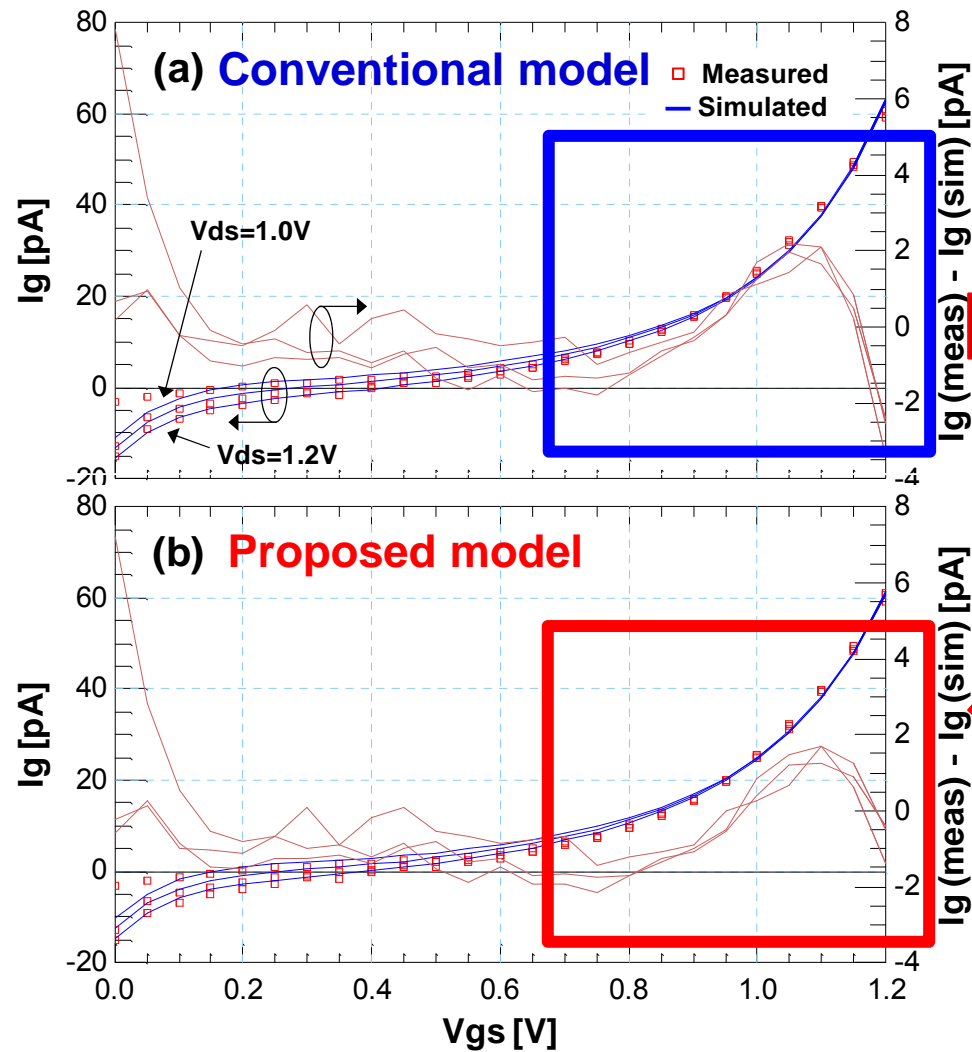 (a) Conventional model
Measured
Simulated
Vds=1.0V
Vds=1.2V
Ig [pA]
80
60
40
20
0
-20
8
6
4
2
0
-2
-4
Ig (meas) - Ig (sim) [pA]
(b) Proposed model
Ig [pA]
80
60
40
20
0
-20
8
6
4
2
0
-2
-4
Ig (meas) - Ig (sim) [pA]
0.0 0.2 0.4 0.6 0.8 1.0 1.2
Vgs [V]